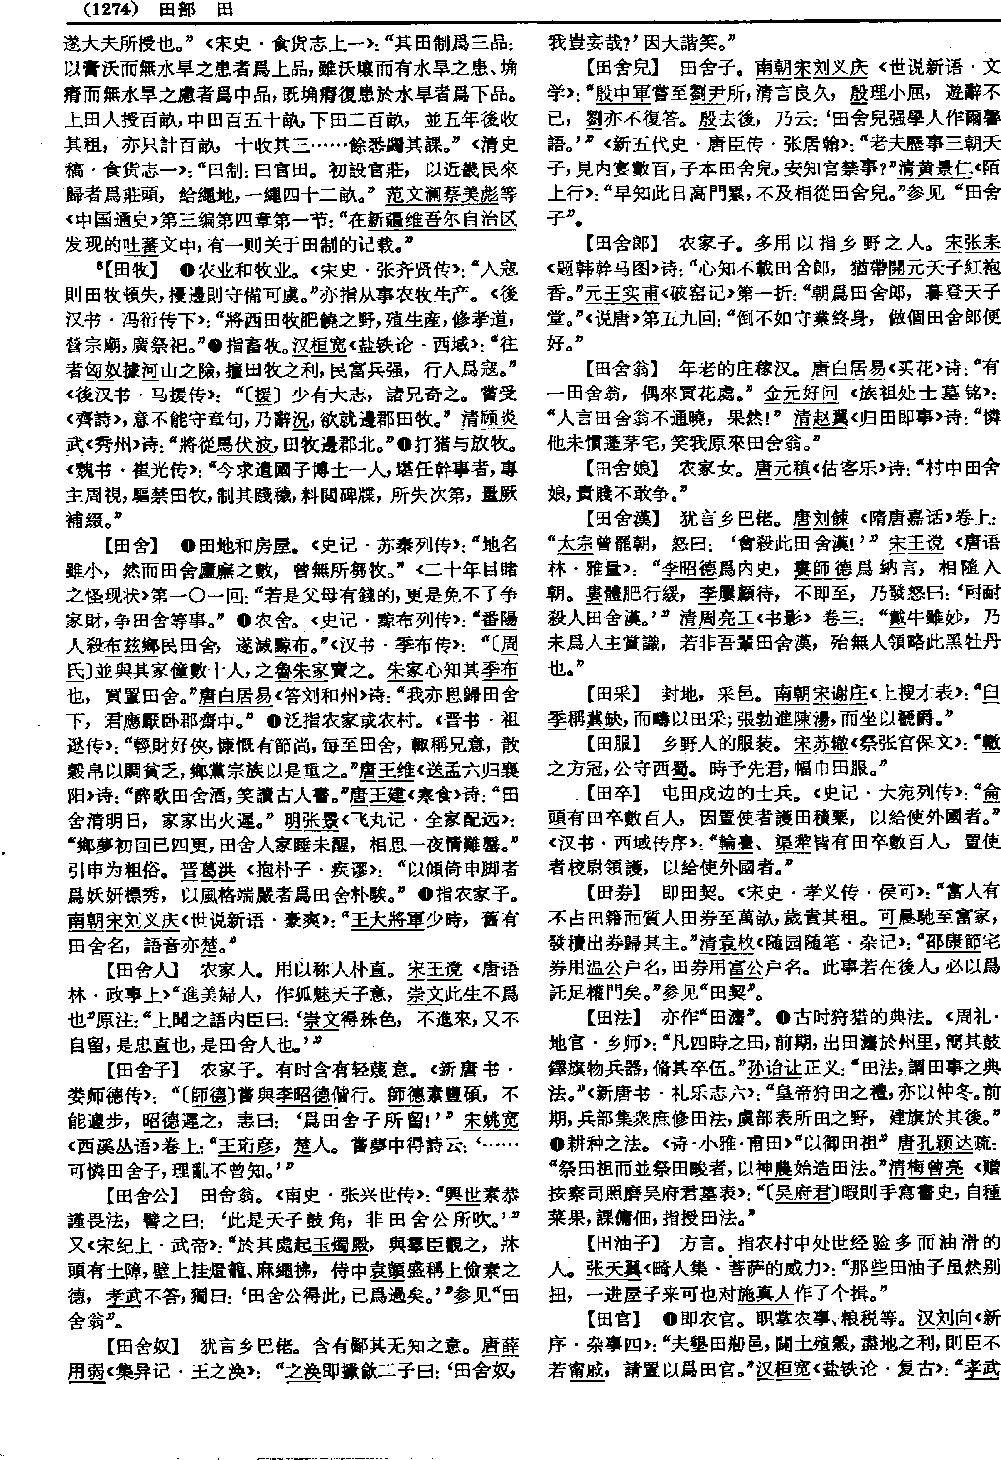 (1274) 田部 田
遂大夫所授也。”《宋史·食货志上一》：“其田制爲三品：
以膏沃而無水旱之患者爲上品，雖沃壤而有水旱之患、埆
瘠而無水旱之慮者爲中品，既埆瘠復患於水旱者爲下品。
上田人授百畝，中田百五十畝，下田二百畝，並五年後收
其租，亦只計百畝，十收其三……餘悉蠲其課。”《清史
稿·食货志一》：“曰制：曰官田。初設官莊，以近畿民來
歸者爲莊頭，給繩地，一繩四十二畝。”范文澜蔡美彪等
《中国通史》第三编第四章第一节：“在新疆维吾尔自治区
发现的吐蕃文中，有一则关于田制的记载。”
⁸【田牧】 ❶农业和牧业。《宋史·张齐贤传》：“人寇
則田牧頓失，擾邊則守備可虞。”亦指从事农牧生产。《後
汉书·冯衍传下》：“將西田牧肥饒之野，殖生産，修孝道，
營宗廟，廣祭祀。”❷指畜牧。汉桓宽《盐铁论·西域》：“往
者匈奴據河山之險，擅田牧之利，民富兵强，行人爲寇。”
《後汉书·马援传》：“〔援〕少有大志，諸兄奇之。嘗受
《齊詩》，意不能守章句，乃辭況，欲就邊郡田牧。”清顾炎
武《秀州》诗：“將從馬伏波，田牧邊郡北。”❸打猎与放牧。
《魏书·崔光传》：“今求遣國子博士一人，堪任幹事者，專
主周視，驅禁田牧，制其踐穢，料閱碑牒，所失次第，量厥
補綴。”
【田舍】 ❶田地和房屋。《史记·苏秦列传》：“地名
雖小，然而田舍廬廡之數，曾無所芻牧。”《二十年目睹
之怪现状》第一〇一回：“若是父母有錢的，更是免不了争
家財，争田舍等事。”❷农舍。《史记·黥布列传》：“番陽
人殺布兹鄉民田舍，遂滅黥布。”《汉书·季布传》：“〔周
氏〕並與其家僮數十人，之魯朱家賣之。朱家心知其季布
也，買置田舍。”唐白居易《答刘和州》诗：“我亦思歸田舍
下，君應厭卧郡齋中。”❸泛指农家或农村。《晋书·祖
逖传》：“輕財好俠，慷慨有節尚，每至田舍，輒稱兄意，散
穀帛以賙貧乏，鄉黨宗族以是重之。”唐王维《送孟六归襄
阳》诗：“醉歌田舍酒，笑讀古人書。”唐王建《寒食》诗：“田
舍清明日，家家出火遲。”明张景《飞丸记·全家配远》：
“鄉夢初回已四更，田舍人家睡未醒，相思一夜情難罄。”
引申为粗俗。晋葛洪《抱朴子·疾谬》：“以傾倚申脚者
爲妖妍標秀，以風格端嚴者爲田舍朴騃。”❹指农家子。
南朝宋刘义庆《世说新语·豪爽》：“王大將軍少時，舊有
田舍名，語音亦楚。”
【田舍人】 农家人。用以称人朴直。宋王谠《唐语
林·政事上》“進美婦人，作狐魅天子意，崇文此生不爲
也”原注：“上聞之語内臣曰：‘崇文得殊色，不進來，又不
自留，是忠直也，是田舍人也。’”
【田舍子】 农家子。有时含有轻蔑意。《新唐书·
娄师德传》：“〔師德〕嘗與李昭德偕行。師德素豐碩，不
能遽步，昭德遲之，恚曰：‘爲田舍子所留！’”宋姚宽
《西溪丛语》卷上：“王珩彦，楚人。嘗夢中得詩云：‘……
可憐田舍子，理亂不曾知。’”
【田舍公】 田舍翁。《南史·张兴世传》：“興世素恭
謹畏法，譬之曰：‘此是天子鼓角，非田舍公所吹。’”
又《宋纪上·武帝》：“於其處起玉燭殿，與羣臣觀之，牀
頭有土障，壁上挂燈籠、麻繩拂，侍中袁顗盛稱上儉素之
德，孝武不答，獨曰：‘田舍公得此，已爲過矣。’”参见“田
舍翁”。
【田舍奴】 犹言乡巴佬。含有鄙其无知之意。唐薛
用弱《集异记·王之涣》：“之涣即擨歈二子曰：‘田舍奴，
我豈妄哉？’因大諧笑。”
【田舍兒】 田舍子。南朝宋刘义庆《世说新语·文
学》：“殷中軍嘗至劉尹所，清言良久，殷理小屈，遊辭不
已，劉亦不復答。殷去後，乃云：‘田舍兒强學人作爾馨
語。’”《新五代史·唐臣传·张居翰》：“老夫歷事三朝天
子，見内宴數百，子本田舍兒，安知宫禁事？”清黄景仁《陌
上行》：“早知此日高門累，不及相從田舍兒。”参见“田舍
子”。
【田舍郎】 农家子。多用以指乡野之人。宋张耒
《题韩幹马图》诗：“心知不載田舍郎，猶帶開元天子紅袍
香。”元王实甫《破窑记》第一折：“朝爲田舍郎，暮登天子
堂。”《说唐》第五九回：“倒不如守業終身，做個田舍郎便
好。”
【田舍翁】 年老的庄稼汉。唐白居易《买花》诗：“有
一田舍翁，偶來買花處。”金元好问《族祖处士墓铭》：
“人言田舍翁不通曉，果然！”清赵翼《归田即事》诗：“憐
他未慣蓬茅宅，笑我原來田舍翁。”
【田舍娘】 农家女。唐元稹《估客乐》诗：“村中田舍
娘，貴賤不敢争。”
【田舍漢】 犹言乡巴佬。唐刘𫗧《隋唐嘉话》卷上：
“太宗曾罷朝，怒曰：‘會殺此田舍漢！’”宋王谠《唐语
林·雅量》：“李昭德爲内史，婁師德爲納言，相隨入
朝。婁體肥行緩，李屢顧待，不即至，乃發怒曰：‘叵耐
殺人田舍漢。’”清周亮工《书影》卷三：“戴牛雖妙，乃
未爲人主賞識，若非吾輩田舍漢，殆無人領略此黑牡丹
也。”
【田采】 封地，采邑。南朝宋谢庄《上搜才表》：“臼
季稱冀缺，而疇以田采；張勃進陳湯，而坐以褫爵。”
【田服】 乡野人的服装。宋苏辙《祭张宫保文》：“轍
之方冠，公守西蜀。時予先君，幅巾田服。”
【田卒】 屯田戍边的士兵。《史记·大宛列传》：“侖
頭有田卒數百人，因置使者護田積粟，以給使外國者。”
《汉书·西域传序》：“輪臺、渠犂皆有田卒數百人，置使
者校尉領護，以給使外國者。”
【田券】 即田契。《宋史·孝义传·侯可》：“富人有
不占田籍而質人田券至萬畝，歲責其租。可晨馳至富家，
發櫝出券歸其主。”清袁枚《随园随笔·杂记》：“邵康節宅
券用温公户名，田券用富公户名。此事若在後人，必以爲
託足權門矣。”参见“田契”。
【田法】 亦作“田灋”。❶古时狩猎的典法。《周礼·
地官·乡师》：“凡四時之田，前期，出田灋於州里，簡其鼓
鐸旗物兵器，脩其卒伍。”孙诒让正义：“田法，謂田事之典
法。”《新唐书·礼乐志六》：“皇帝狩田之禮，亦以仲冬。前
期，兵部集衆庶修田法，虞部表所田之野，建旗於其後。”
❷耕种之法。《诗·小雅·甫田》“以御田祖”唐孔颖达疏：
“祭田祖而並祭田畯者，以神農始造田法。”清梅曾亮《赠
按察司照磨吴府君墓表》：“〔吴府君〕暇則手寫書史，自種
菜果，課傭佃，指授田法。”
【田油子】 方言。指农村中处世经验多而油滑的
人。张天翼《畸人集·菩萨的威力》：“那些田油子虽然别
扭，一进屋子来可也对施真人作了个揖。”
【田官】 ❶即农官。职掌农事、粮税等。汉刘向《新
序·杂事四》：“夫墾田剙邑，闢土殖穀，盡地之利，則臣不
若甯戚，請置以爲田官。”汉桓宽《盐铁论·复古》：“孝武